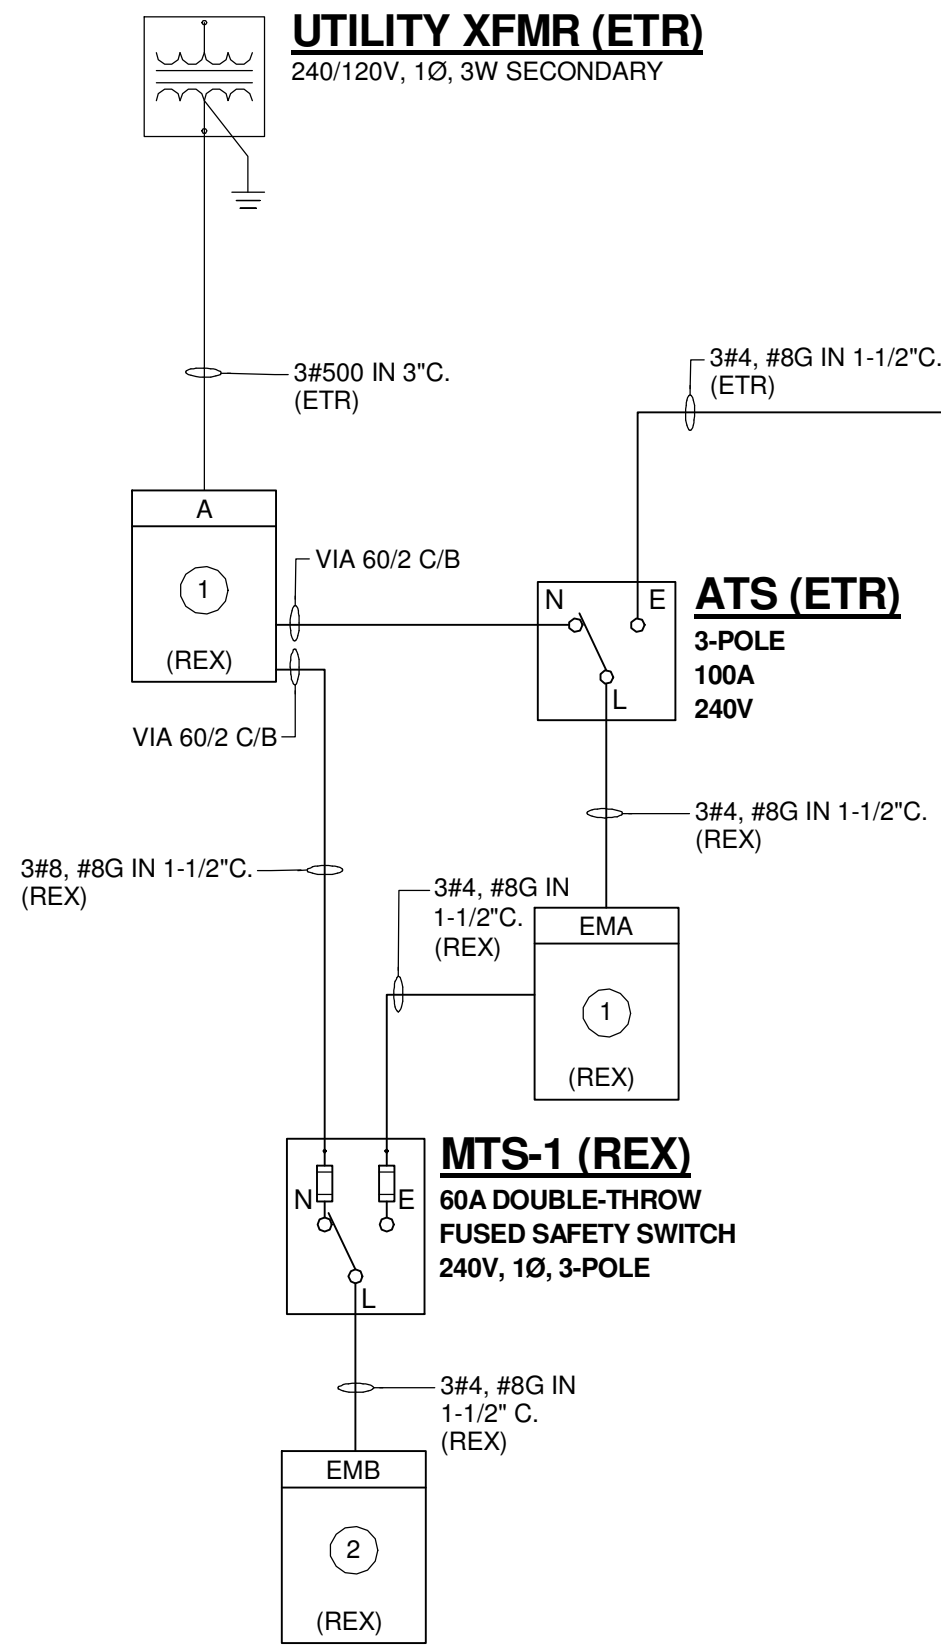 UTILITY XFMR (ETR)
240/120V, 1Ø, 3W SECONDARY
3#500 IN 3"C.
(ETR)
3#4, #8G IN 1-1/2"C.
(ETR)
A
1
(REX)
VIA 60/2 C/B
VIA 60/2 C/B
N
E
L
ATS (ETR)
3-POLE
100A
240V
3#4, #8G IN 1-1/2"C.
(REX)
3#8, #8G IN 1-1/2"C.
(REX)
3#4, #8G IN
1-1/2"C.
(REX)
EMA
1
(REX)
N
E
L
MTS-1 (REX)
60A DOUBLE-THROW
FUSED SAFETY SWITCH
240V, 1Ø, 3-POLE
3#4, #8G IN
1-1/2" C.
(REX)
EMB
2
(REX)